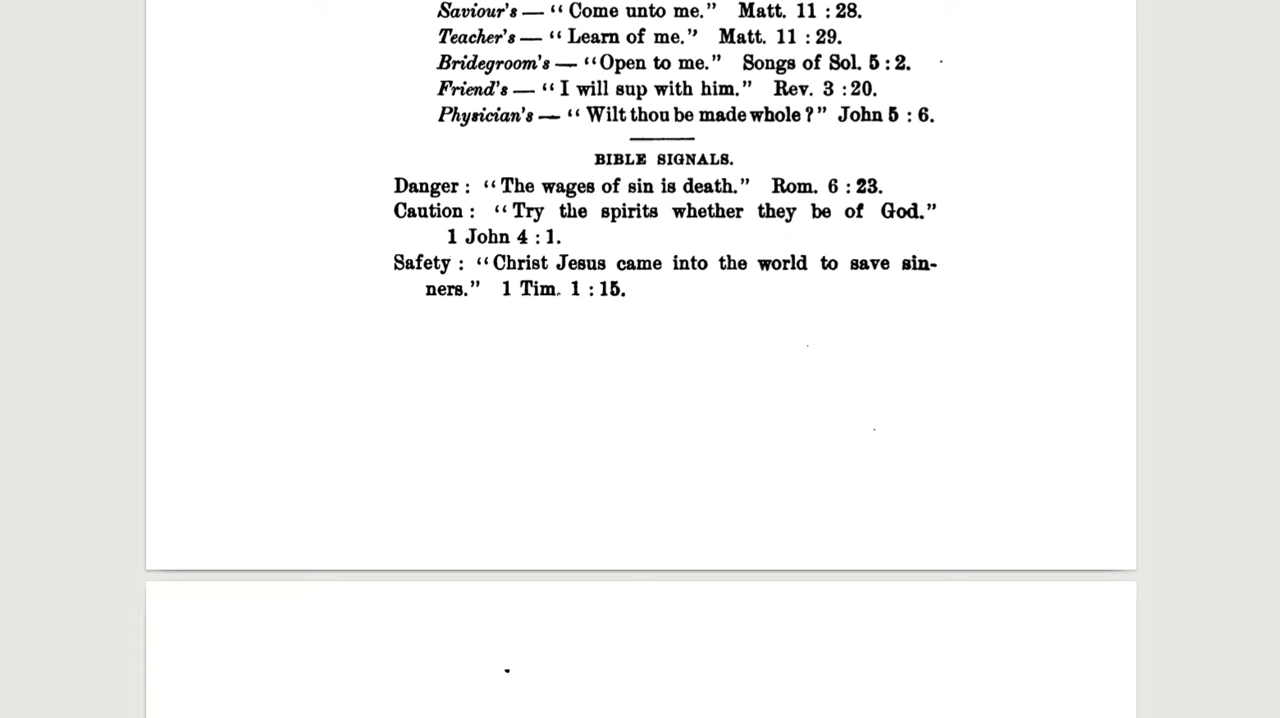 Saviour's — “ Come unto me.” Matt. 11 : 28.
Teacher's — “ Learn of me.” Matt. 11 : 29.
Bridegroom's — “Open to me.” Songs of Sol. 5 : 2.
Friend's — “ I will sup with him.” Rev. 3 : 20.
Physician's — “ Wilt thou be made whole ? ” John 5 : 6.
BIBLE SIGNALS.
Danger : “ The wages of sin is death.” Rom. 6 : 23.
Caution : “ Try the spirits whether they be of God.”
1 John 4 : 1.
Safety : “ Christ Jesus came into the world to save sin-
ners.” 1 Tim. 1 : 15.